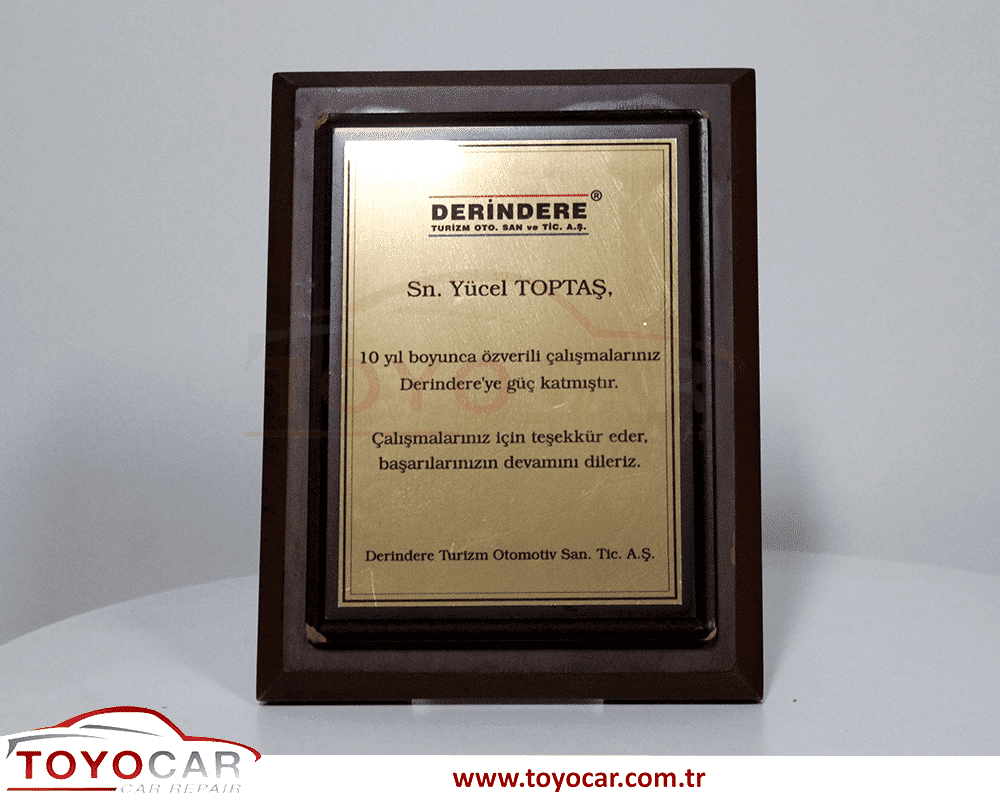 DERİNDERE®
TURİZM OTO. SAN ve TİC. A.Ş.
Sn. Yücel TOPTAŞ,
10 yıl boyunca özverili çalışmalarınız
Derindere'ye güç katmıştır.
Çalışmalarınız için teşekkür eder,
başarılarınızın devamını dileriz.
Derindere Turizm Otomotiv San. Tic. A.Ş.
TOYO CAR
TOYOCAR
CAR REPAIR
www.toyocar.com.tr